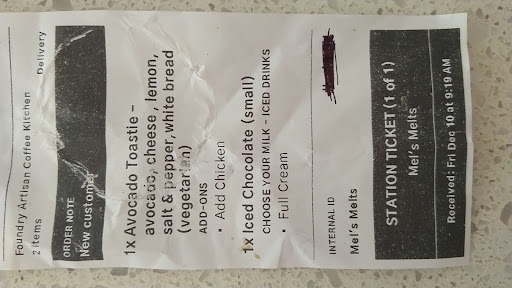 Foundry Artisan Coffee Kitchen Delivery
2 items
ORDER NOTE
New customer
1x Avocado Toastie –
avocado, cheese , lemon,
salt & pepper, white bread
(vegetarian)
ADD-ONS
• Add Chicken
1x Iced Chocolate (small)
CHOOSE YOUR MILK - ICED DRINKS
• Full Cream
INTERNAL ID
Mel's Melts
STATION TICKET (1 of 1)
Mel's Melts
Received: Fri Dec 10 at 9:19 AM